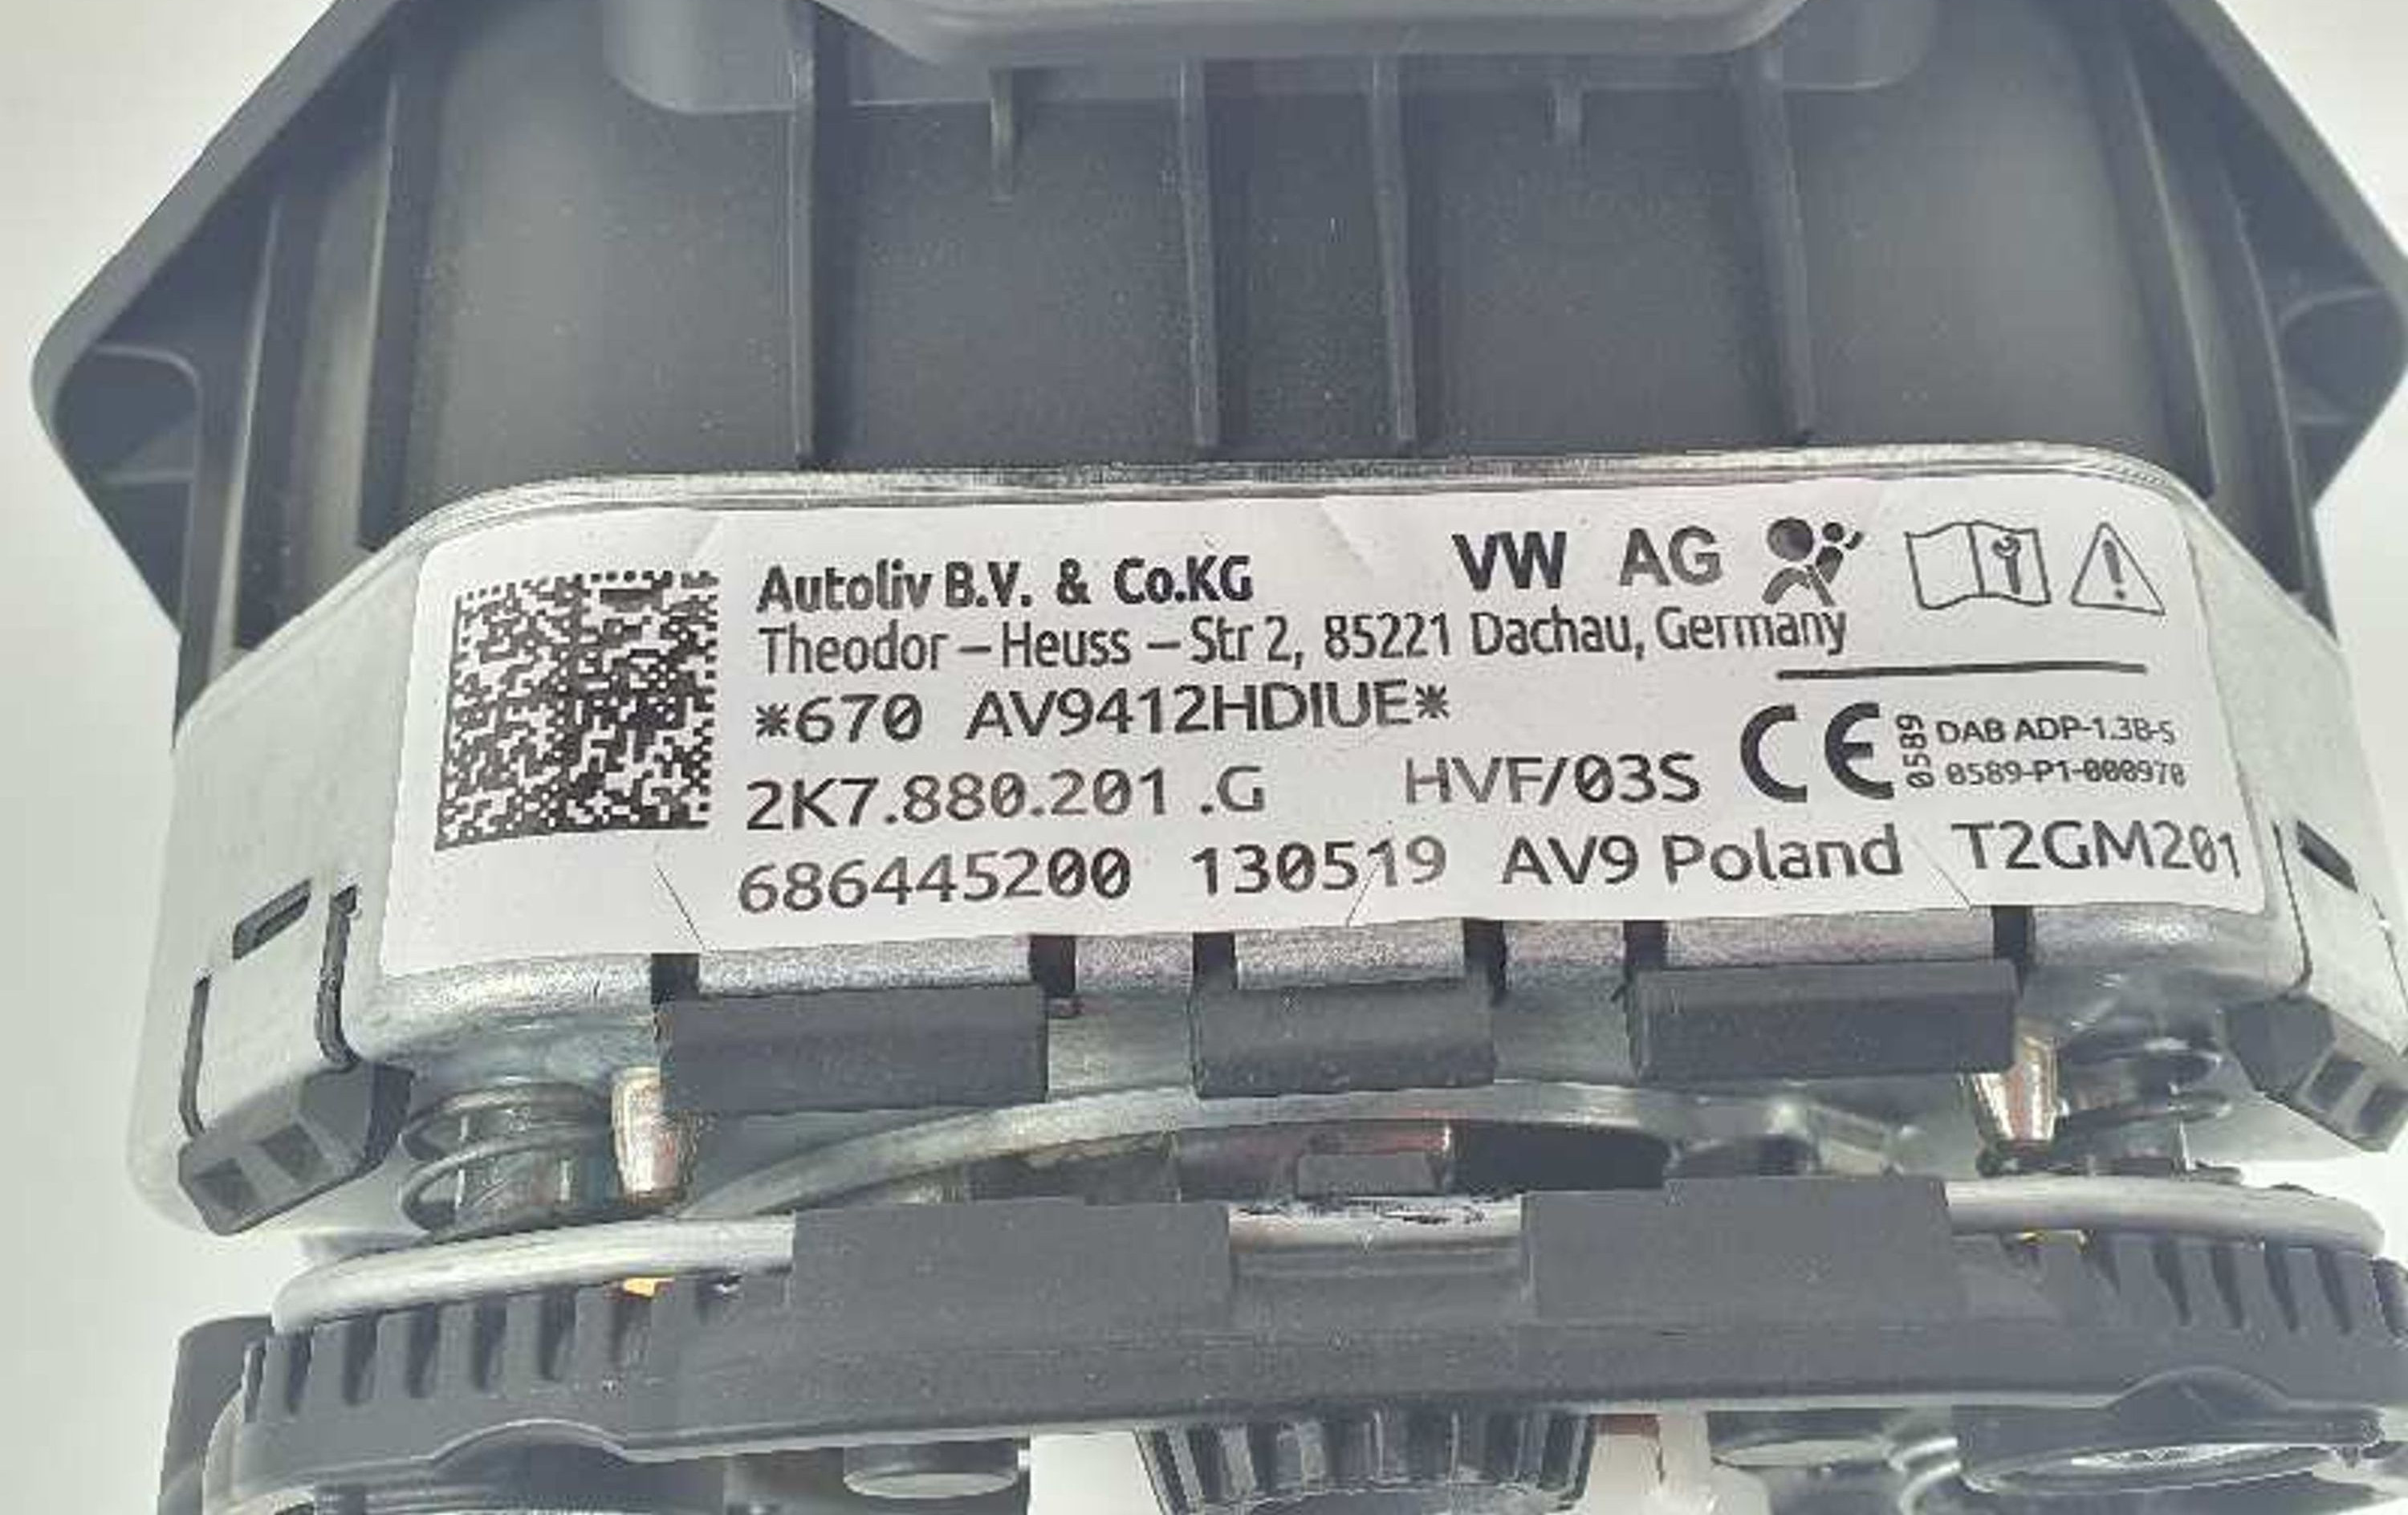 Autoliv B.V. & Co.KG VW AG
Theodor – Heuss – Str 2, 85221 Dachau, Germany
*670 AV9412HDIUE*
2K7.880.201 .G HVF/03S CE 0589 DAB ADP-1.3B-S
0589-P1-000970
686445200 130519 AV9 Poland T2GM201